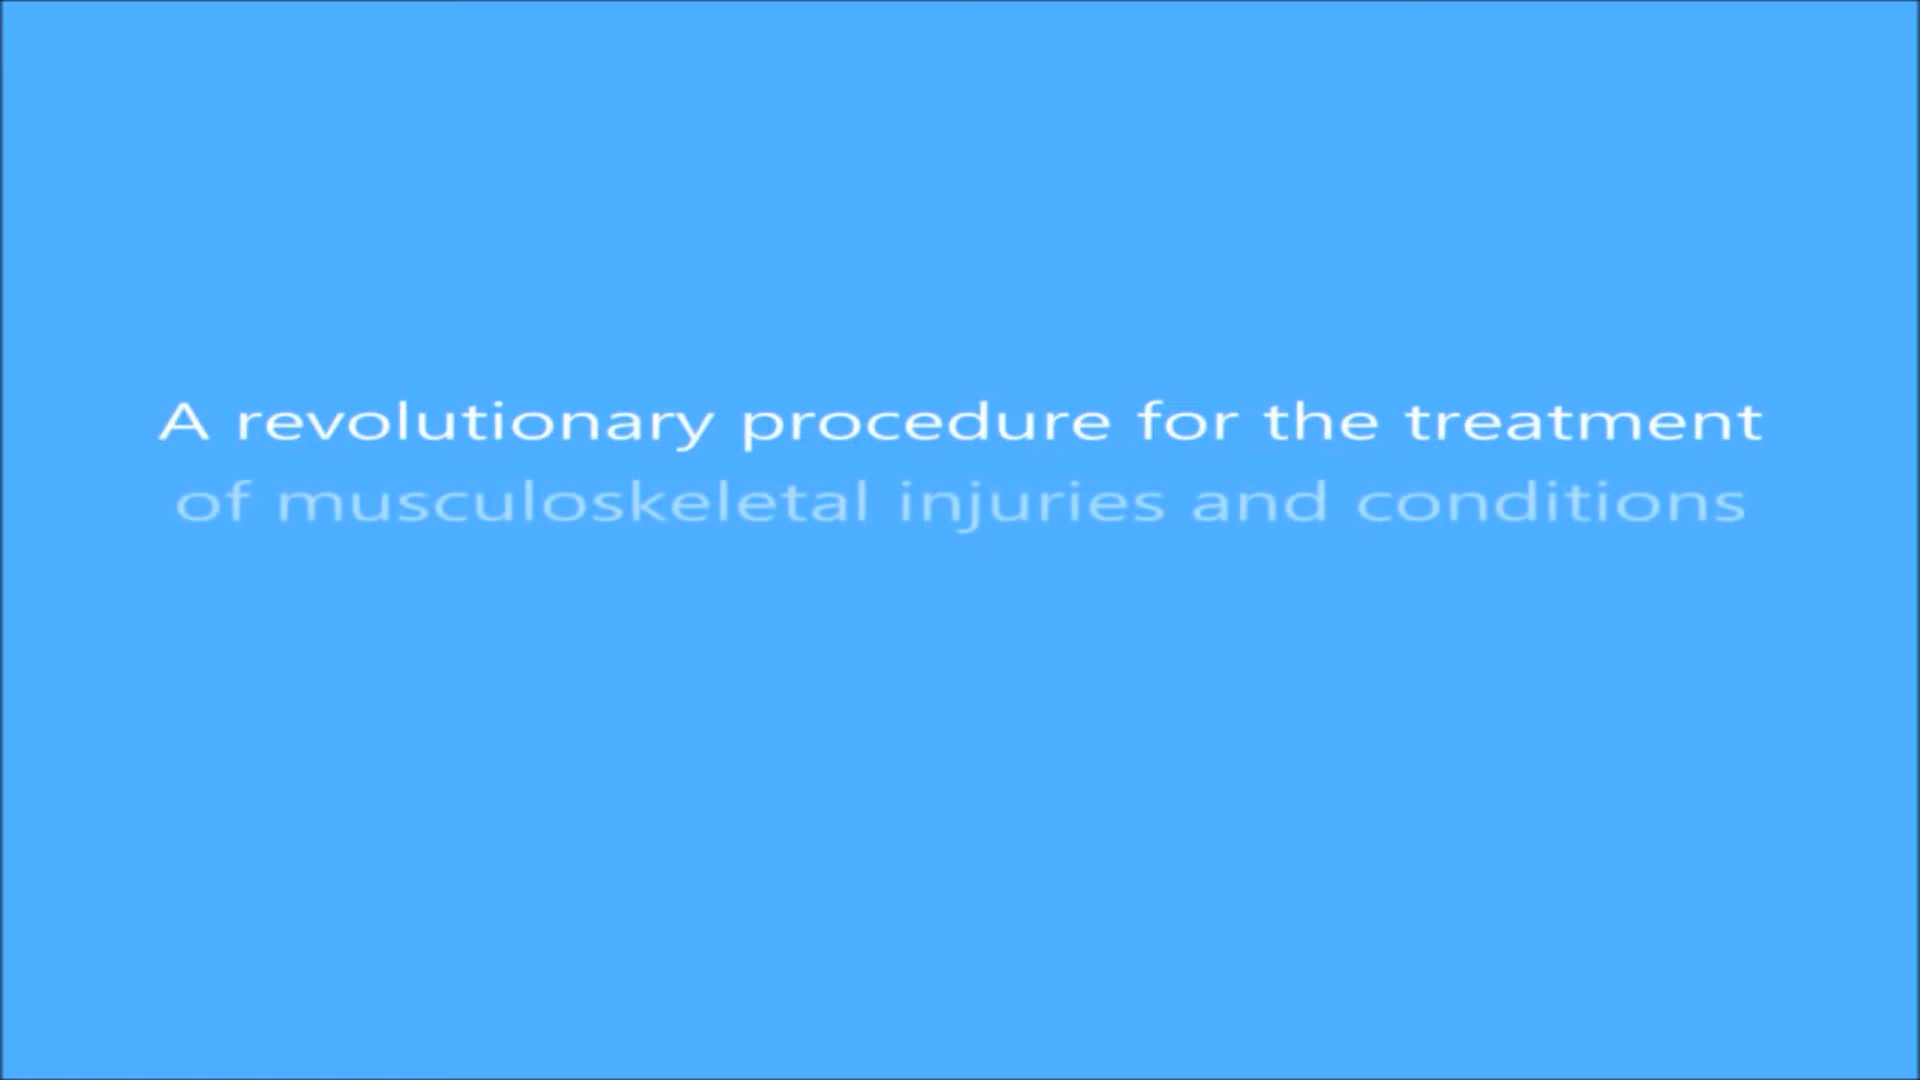 A revolutionary procedure for the treatment
of musculoskeletal injuries and conditions